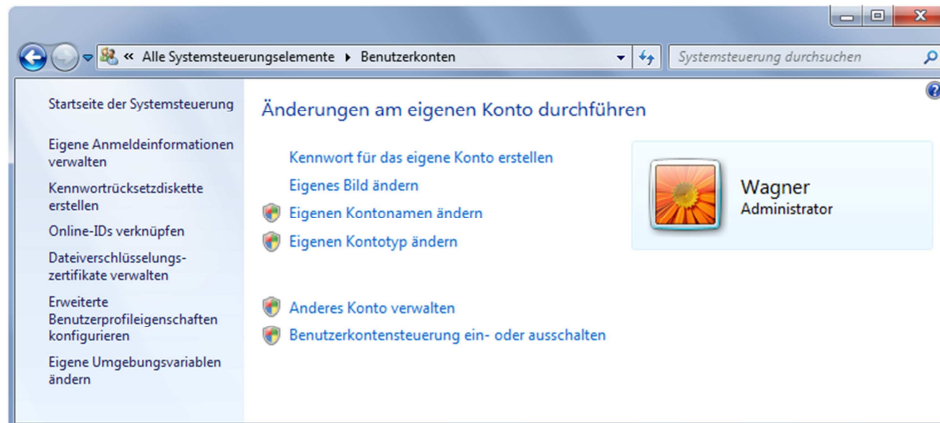 « Alle Systemsteuerungselemente Benutzerkonten
Systemsteuerung durchsuchen
Startseite der Systemsteuerung
Eigene Anmeldeinformationen
verwalten
Kennwortrücksetzdiskette
erstellen
Online-IDs verknüpfen
Dateiverschlüsselungs-
zertifikate verwalten
Erweiterte
Benutzerprofileigenschaften
konfigurieren
Eigene Umgebungsvariablen
ändern
Änderungen am eigenen Konto durchführen
Kennwort für das eigene Konto erstellen
Eigenes Bild ändern
Eigenen Kontonamen ändern
Eigenen Kontotyp ändern
Anderes Konto verwalten
Benutzerkontensteuerung ein- oder ausschalten
Wagner
Administrator